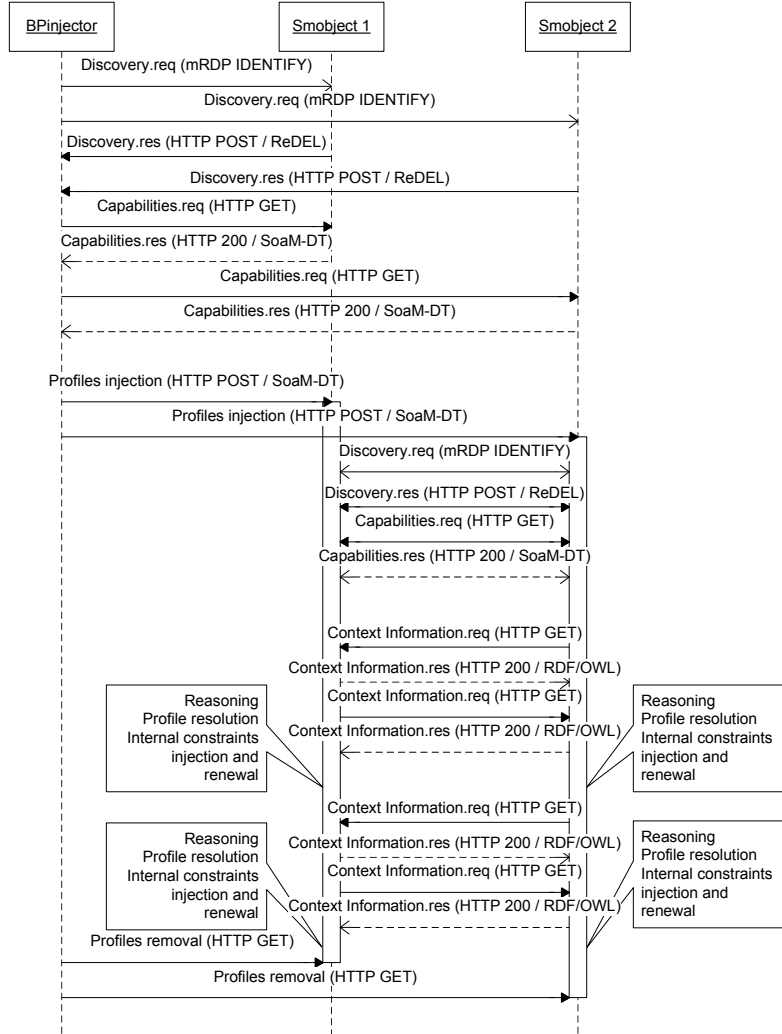 BPinjector
Smobject 1
Smobject 2
Discovery.req (mRDP IDENTIFY)
Discovery.req (mRDP IDENTIFY)
Discovery.res (HTTP POST / ReDEL)
Discovery.res (HTTP POST / ReDEL)
Capabilities.req (HTTP GET)
Capabilities.res (HTTP 200 / SoaM-DT)
Capabilities.req (HTTP GET)
Capabilities.res (HTTP 200 / SoaM-DT)
Profiles injection (HTTP POST / SoaM-DT)
Profiles injection (HTTP POST / SoaM-DT)
Discovery.req (mRDP IDENTIFY)
Discovery.res (HTTP POST / ReDEL)
Capabilities.req (HTTP GET)
Capabilities.res (HTTP 200 / SoaM-DT)
Context Information.req (HTTP GET)
Context Information.res (HTTP 200 / RDF/OWL)
Context Information.req (HTTP GET)
Context Information.res (HTTP 200 / RDF/OWL)
Reasoning
Profile resolution
Internal constraints
injection and
renewal
Reasoning
Profile resolution
Internal constraints
injection and
renewal
Context Information.req (HTTP GET)
Context Information.res (HTTP 200 / RDF/OWL)
Context Information.req (HTTP GET)
Context Information.res (HTTP 200 / RDF/OWL)
Reasoning
Profile resolution
Internal constraints
injection and
renewal
Reasoning
Profile resolution
Internal constraints
injection and
renewal
Profiles removal (HTTP GET)
Profiles removal (HTTP GET)